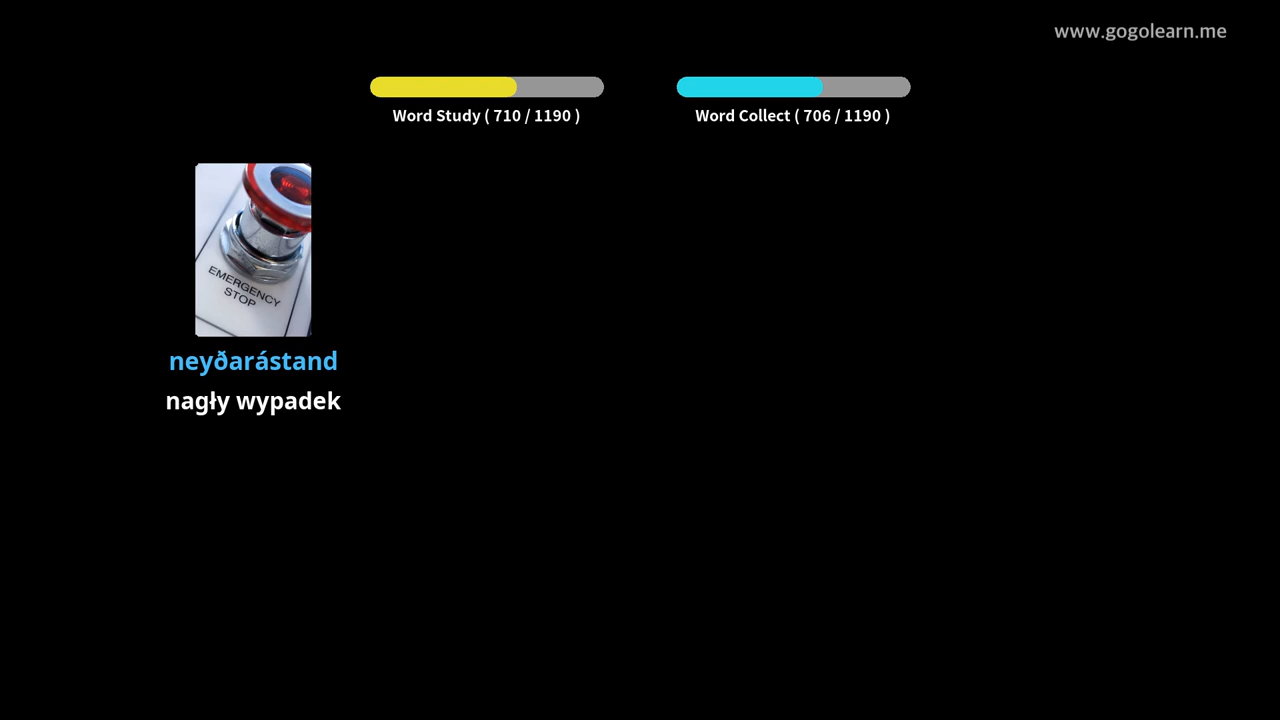 www.gogolearn.me
Word Study ( 710 / 1190 )
Word Collect ( 706 / 1190 )
EMERGENCY
STOP
neyðarástand
nagły wypadek